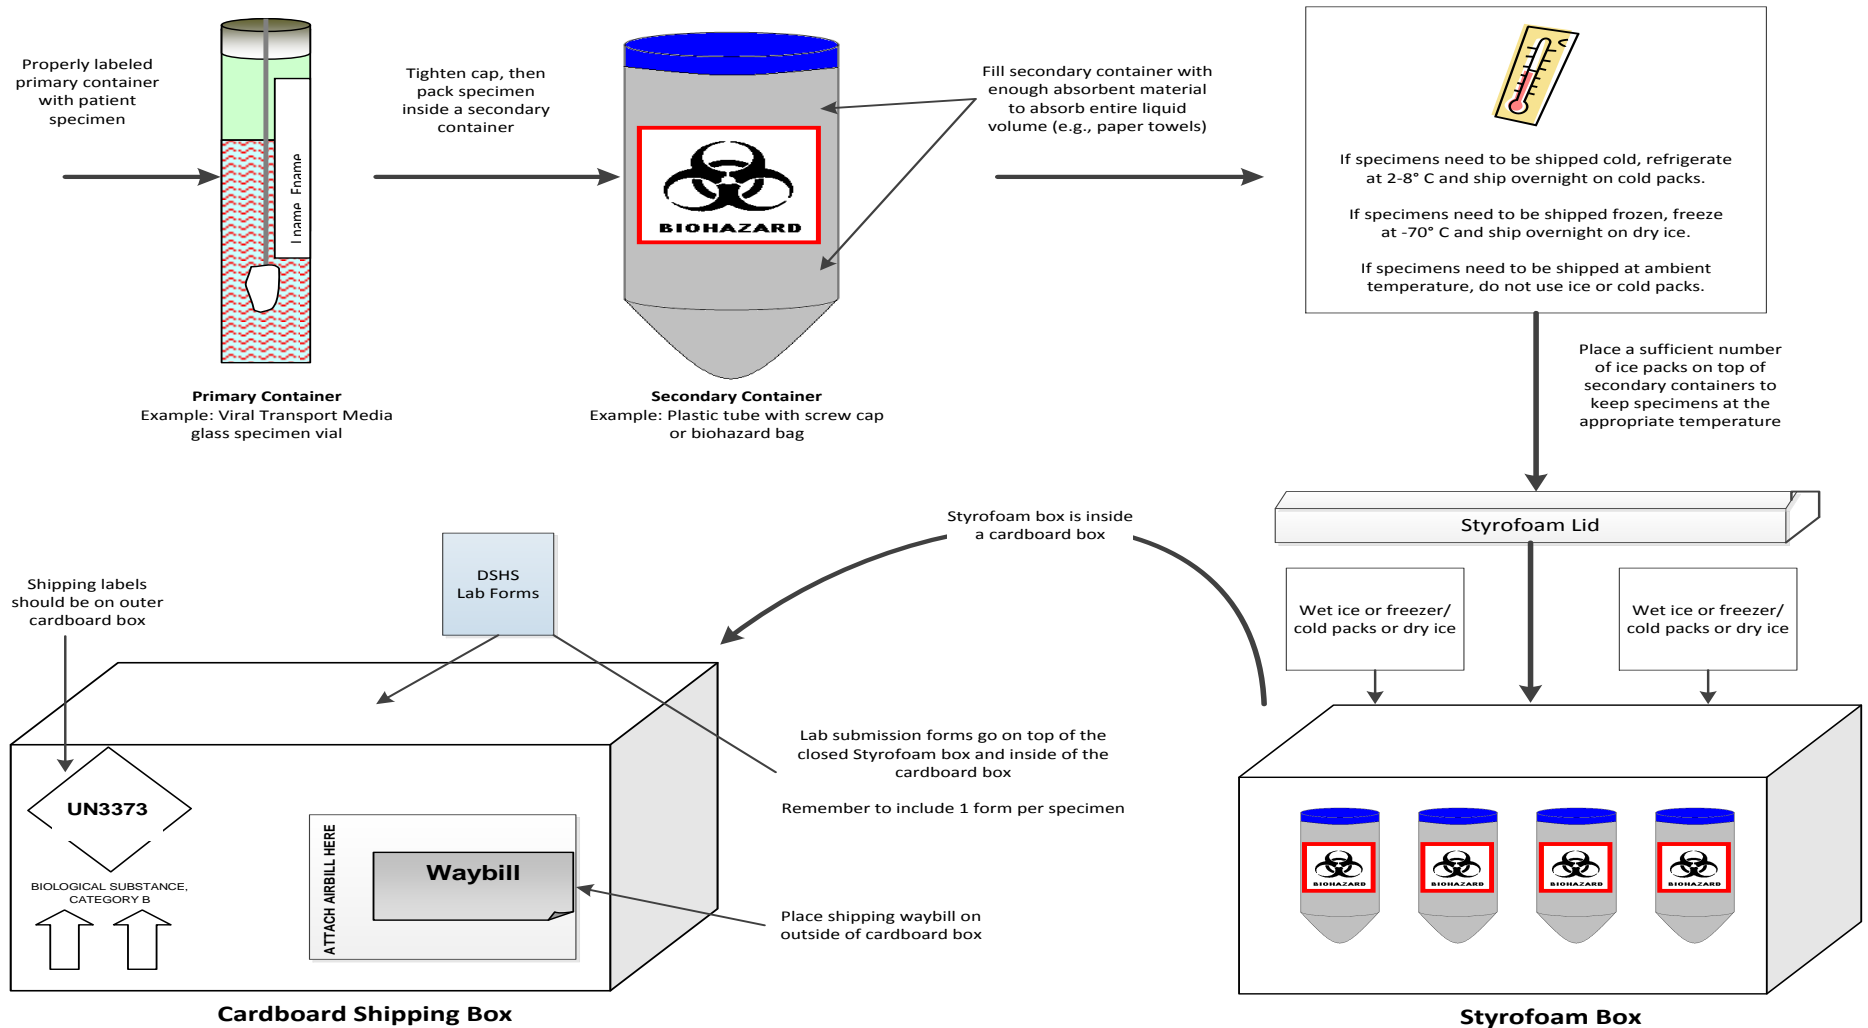 Properly labeled
primary container
with patient
specimen
Lname, Fname
Primary Container
Example: Viral Transport Media
glass specimen vial
Tighten cap, then
pack specimen
inside a secondary
container
BIOHAZARD
Secondary Container
Example: Plastic tube with screw cap
or biohazard bag
Fill secondary container with
enough absorbent material
to absorb entire liquid
volume (e.g., paper towels)
If specimens need to be shipped cold, refrigerate
at 2-8° C and ship overnight on cold packs.
If specimens need to be shipped frozen, freeze
at -70° C and ship overnight on dry ice.
If specimens need to be shipped at ambient
temperature, do not use ice or cold packs.
Place a sufficient number
of ice packs on top of
secondary containers to
keep specimens at the
appropriate temperature
Styrofoam Lid
Wet ice or freezer/
cold packs or dry ice
Wet ice or freezer/
cold packs or dry ice
BIOHAZARD
BIOHAZARD
BIOHAZARD
BIOHAZARD
Styrofoam Box
Styrofoam box is inside
a cardboard box
DSHS
Lab Forms
Lab submission forms go on top of the
closed Styrofoam box and inside of the
cardboard box
Remember to include 1 form per specimen
Shipping labels
should be on outer
cardboard box
UN3373
BIOLOGICAL SUBSTANCE,
CATEGORY B
ATTACH AIRBILL HERE
Waybill
Place shipping waybill on
outside of cardboard box
Cardboard Shipping Box